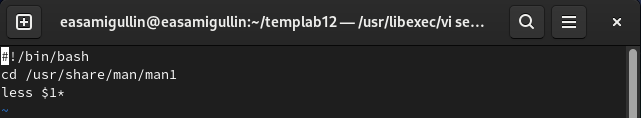 easamigullin@easamigullin:~/templab12 — /usr/libexec/vi se…
#!/bin/bash
cd /usr/share/man/man1
less $1*
~